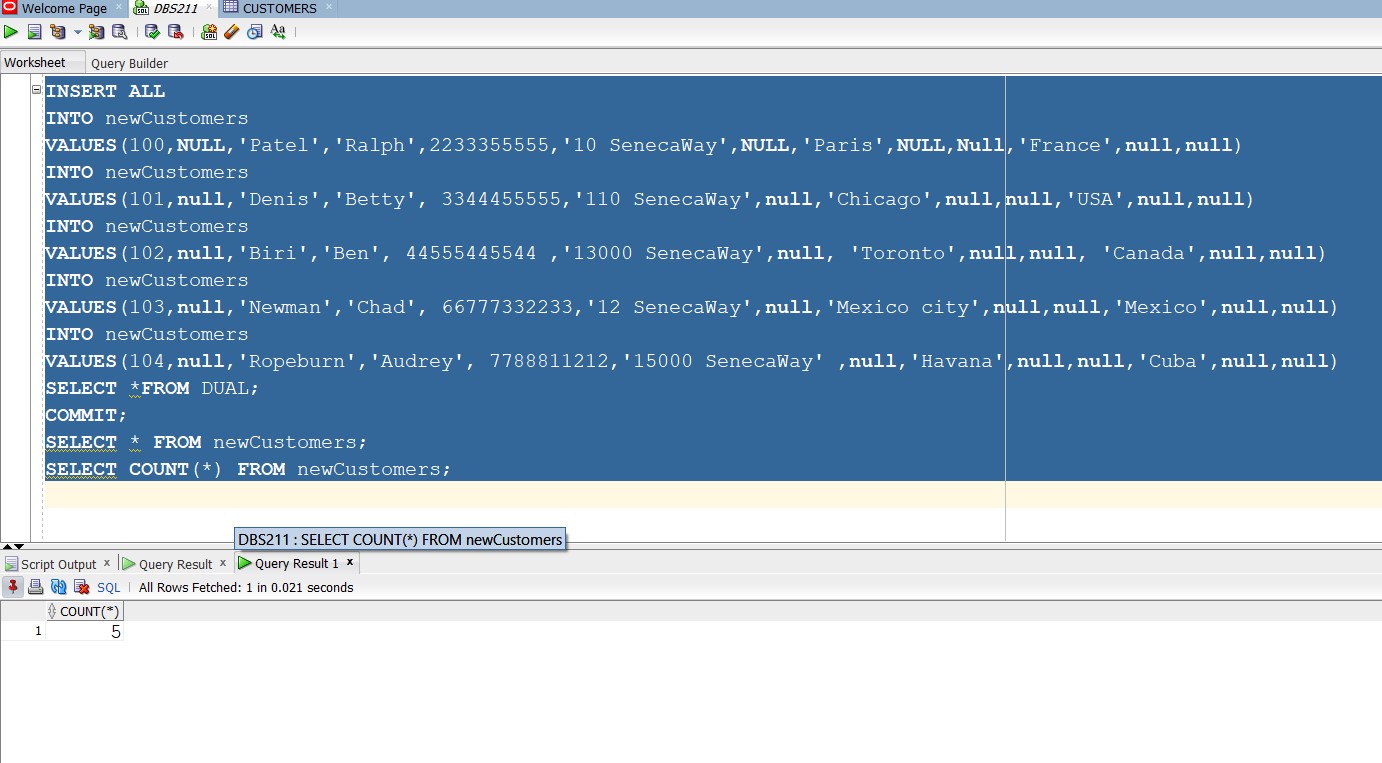 Welcome Page × DBS211 × CUSTOMERS ×
Worksheet Query Builder
INSERT ALL
INTO newCustomers
VALUES(100,NULL,'Patel','Ralph',2233355555,'10 SenecaWay',NULL,'Paris',NULL,Null,'France',null,null)
INTO newCustomers
VALUES(101,null,'Denis','Betty', 3344455555,'110 SenecaWay',null,'Chicago',null,null,'USA',null,null)
INTO newCustomers
VALUES(102,null,'Biri','Ben', 44555445544 ,'13000 SenecaWay',null, 'Toronto',null,null, 'Canada',null,null)
INTO newCustomers
VALUES(103,null,'Newman','Chad', 66777332233,'12 SenecaWay',null,'Mexico city',null,null,'Mexico',null,null)
INTO newCustomers
VALUES(104,null,'Ropeburn','Audrey', 7788811212,'15000 SenecaWay' ,null,'Havana',null,null,'Cuba',null,null)
SELECT *FROM DUAL;
COMMIT;
SELECT * FROM newCustomers;
SELECT COUNT(*) FROM newCustomers;
DBS211 : SELECT COUNT(*) FROM newCustomers
Script Output × Query Result × Query Result 1 ×
SQL All Rows Fetched: 1 in 0.021 seconds
COUNT(*)
1 5